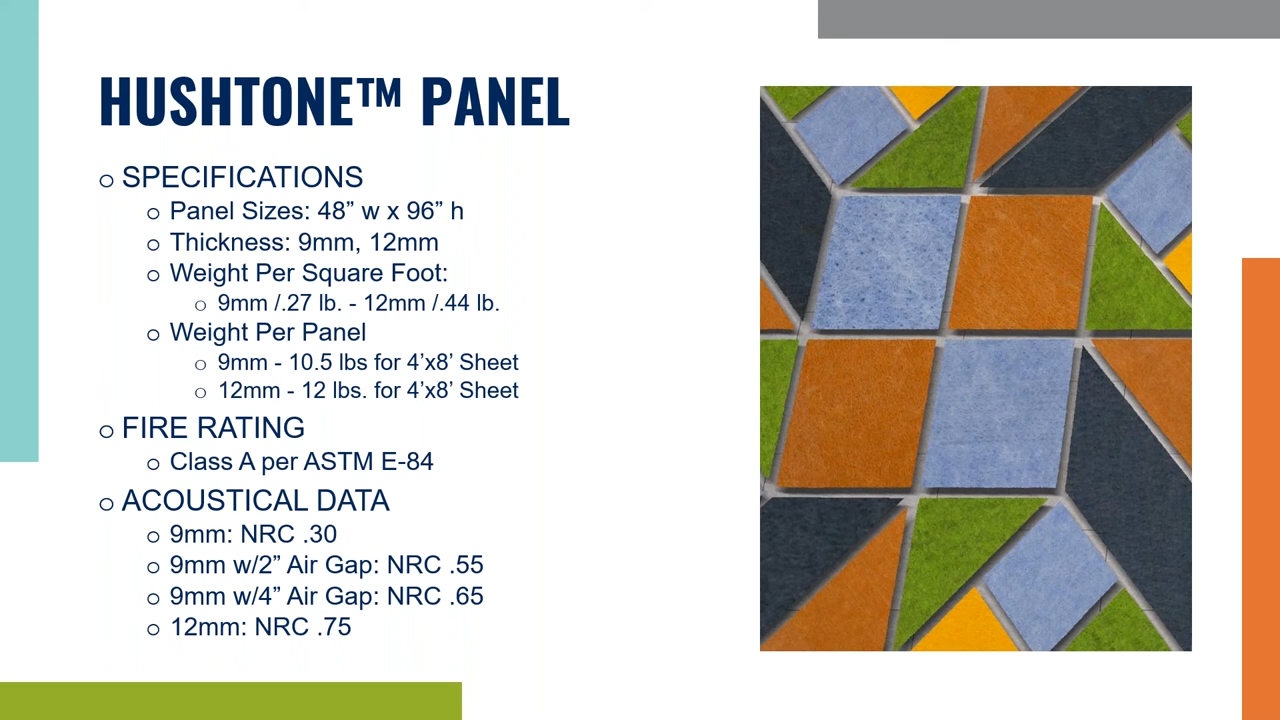 HUSHTONE™ PANEL
SPECIFICATIONS
Panel Sizes: 48” w x 96” h
Thickness: 9mm, 12mm
Weight Per Square Foot:
9mm /.27 lb. - 12mm /.44 lb.
Weight Per Panel
9mm - 10.5 lbs for 4’x8’ Sheet
12mm - 12 lbs. for 4’x8’ Sheet
FIRE RATING
Class A per ASTM E-84
ACOUSTICAL DATA
9mm: NRC .30
9mm w/2” Air Gap: NRC .55
9mm w/4” Air Gap: NRC .65
12mm: NRC .75